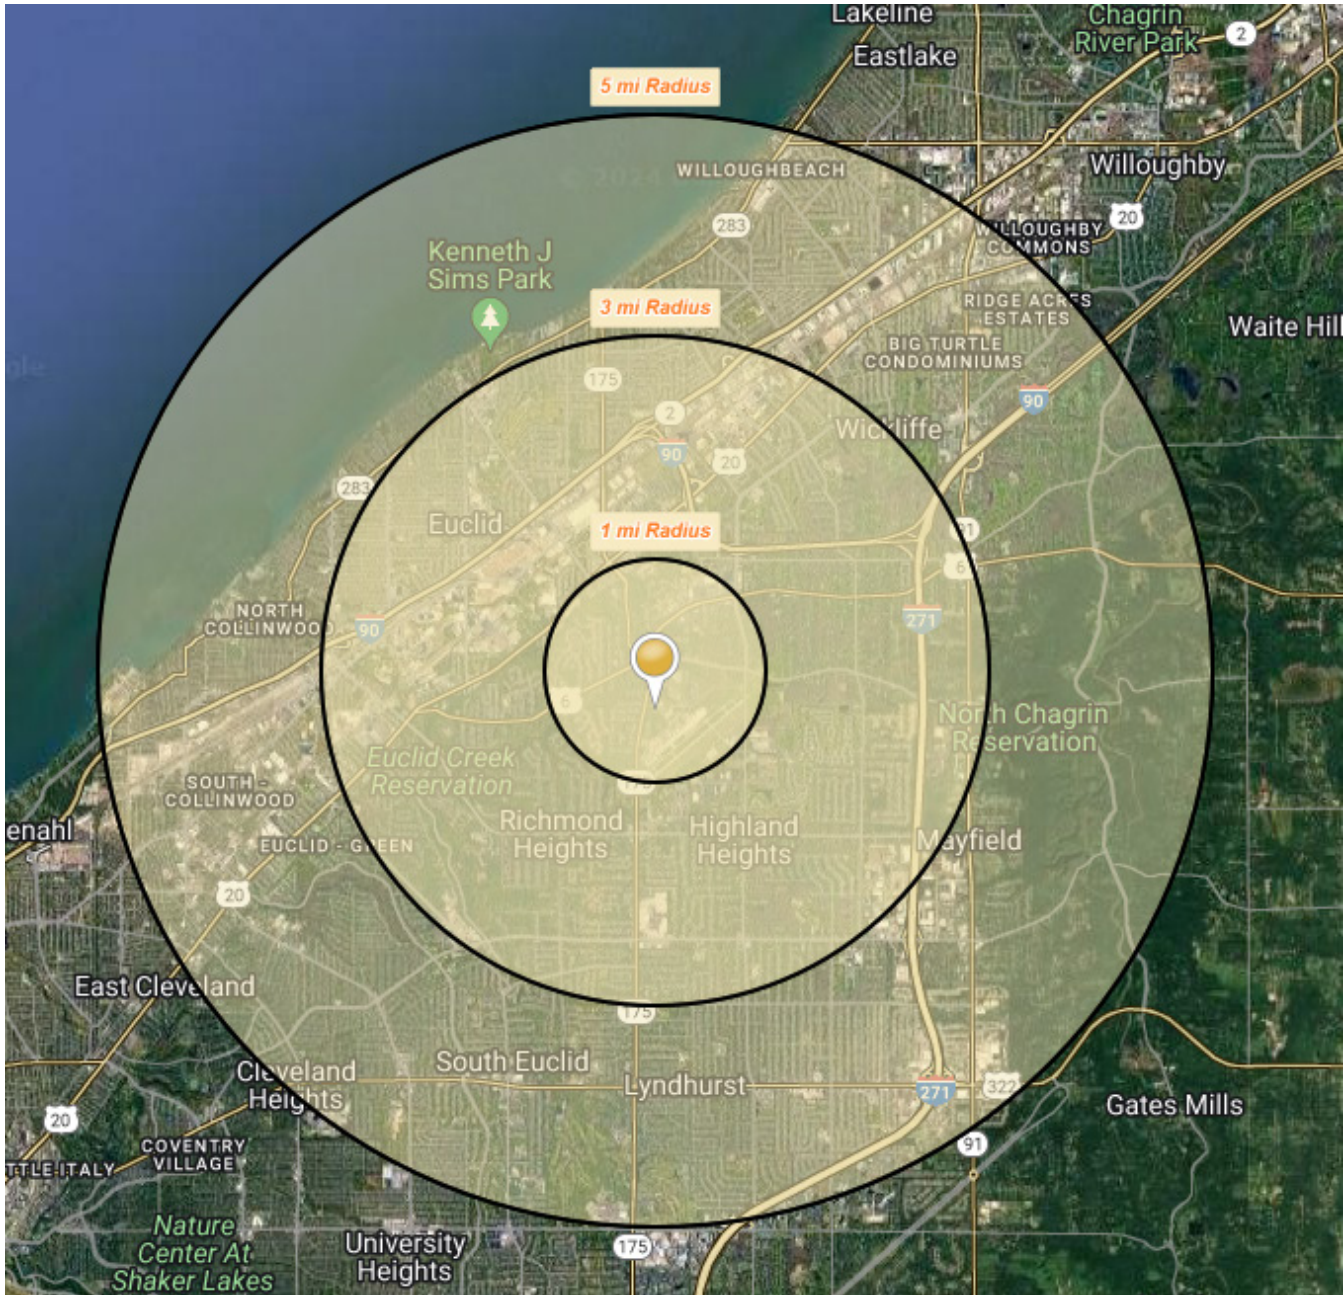 Lakeline
Chagrin
River Park
2
Eastlake
5 mi Radius
WILLOUGHBEACH
Willoughby
20
283
WILLOUGHBY
COMMONS
Kenneth J
Sims Park
3 mi Radius
RIDGE ACRES
ESTATES
Waite Hill
BIG TURTLE
CONDOMINIUMS
175
90
2
Wickliffe
90
20
283
Euclid
1 mi Radius
91
6
NORTH
COLLINWOOD
90
271
6
North Chagrin
Reservation
Euclid Creek
Reservation
SOUTH -
COLLINWOOD
Richmond
Heights
Highland
Heights
enahl
EUCLID - GREEN
Mayfield
20
East Cleveland
175
South Euclid
Cleveland
Heights
Lyndhurst
271
322
Gates Mills
20
COVENTRY
VILLAGE
91
TTLE ITALY
Nature
Center At
Shaker Lakes
University
Heights
175